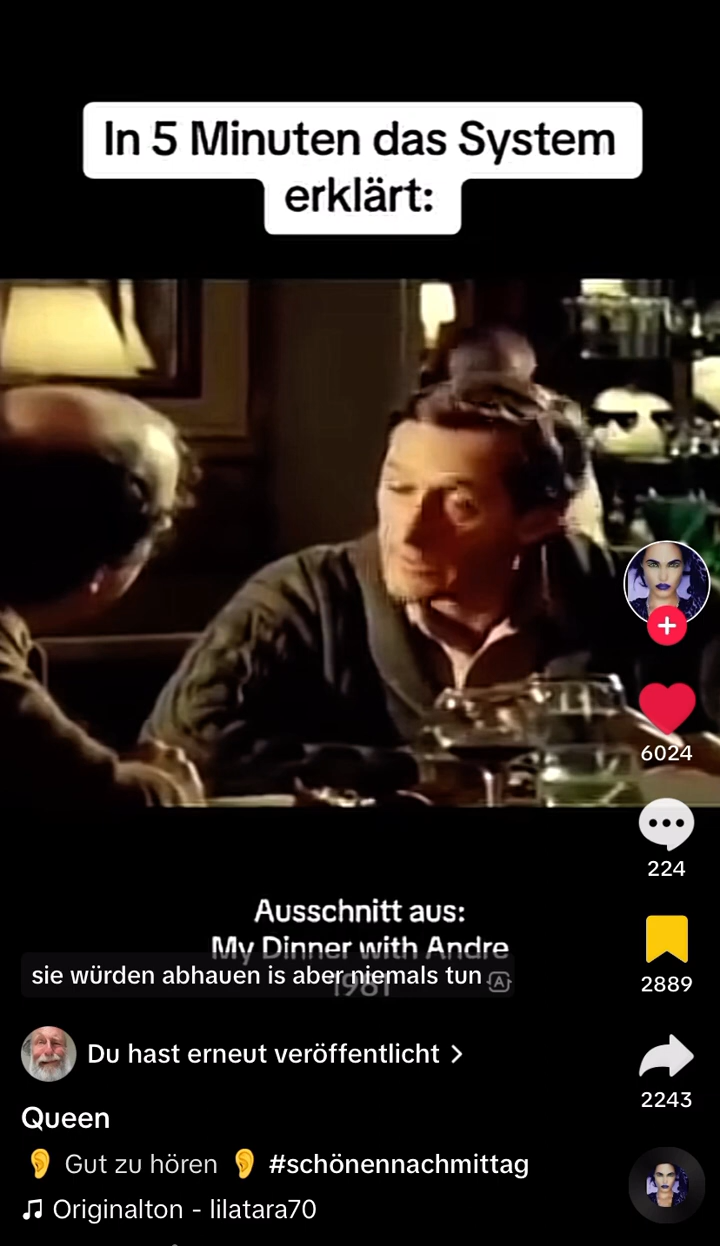 In 5 Minuten das System
erklärt:
Ausschnitt aus:
My Dinner with Andre
1981
sie würden abhauen is aber niemals tun
Du hast erneut veröffentlicht >
6024
224
2889
2243
Queen
👂 Gut zu hören 👂 #schönennachmittag
Originalton - lilatara70